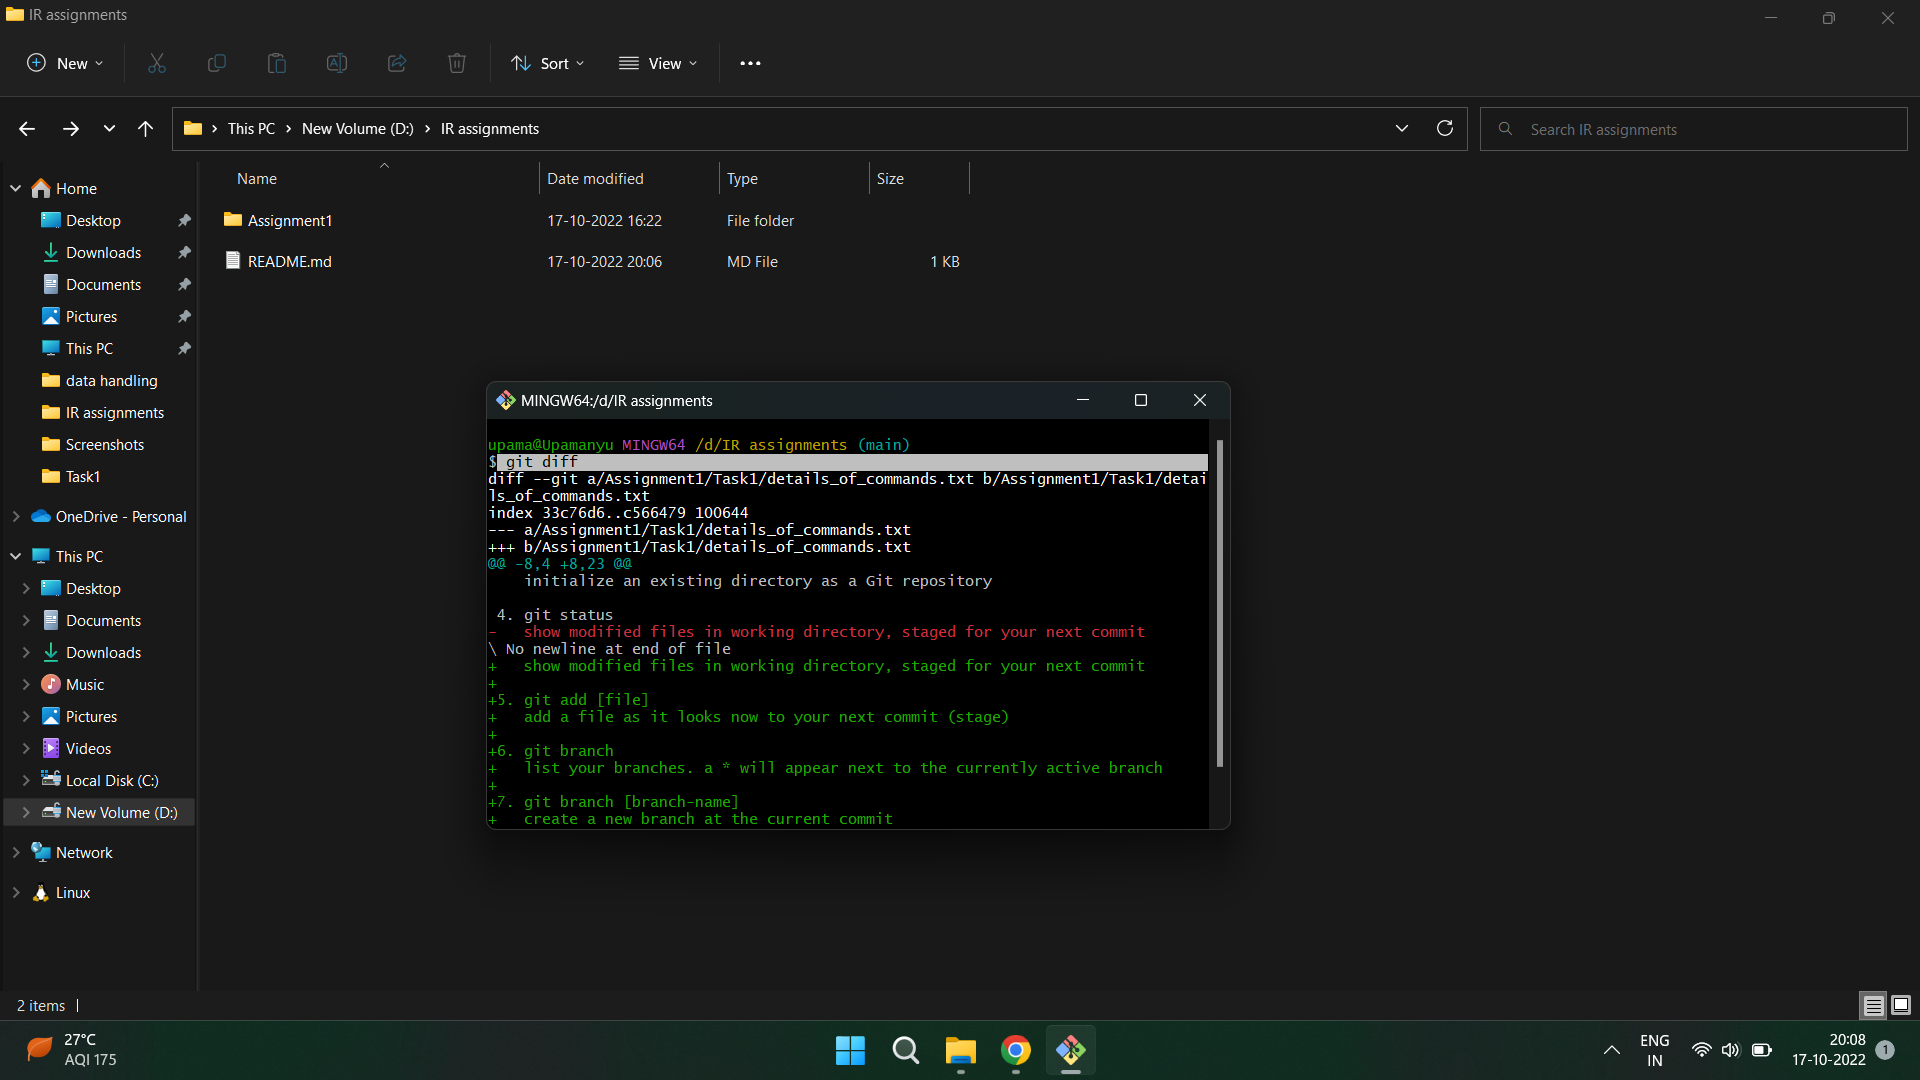 IR assignments
New
Sort
View
This PC
New Volume (D:)
IR assignments
Search IR assignments
Name
Date modified
Type
Size
Assignment1
17-10-2022 16:22
File folder
README.md
17-10-2022 20:06
MD File
1 KB
Home
Desktop
Downloads
Documents
Pictures
This PC
data handling
IR assignments
Screenshots
Task1
OneDrive - Personal
This PC
Desktop
Documents
Downloads
Music
Pictures
Videos
Local Disk (C:)
New Volume (D:)
Network
Linux
MINGW64:/d/IR assignments
upama@Upamanyu MINGW64 /d/IR assignments (main)
$ git diff
diff --git a/Assignment1/Task1/details_of_commands.txt b/Assignment1/Task1/detai
ls_of_commands.txt
index 33c76d6..c566479 100644
--- a/Assignment1/Task1/details_of_commands.txt
+++ b/Assignment1/Task1/details_of_commands.txt
@@ -8,4 +8,23 @@
initialize an existing directory as a Git repository
4. git status
-   show modified files in working directory, staged for your next commit
\ No newline at end of file
+   show modified files in working directory, staged for your next commit
+
+5. git add [file]
+   add a file as it looks now to your next commit (stage)
+
+6. git branch
+   list your branches. a * will appear next to the currently active branch
+
+7. git branch [branch-name]
+   create a new branch at the current commit
2 items
27°C
AQI 175
ENG
IN
20:08
17-10-2022
1